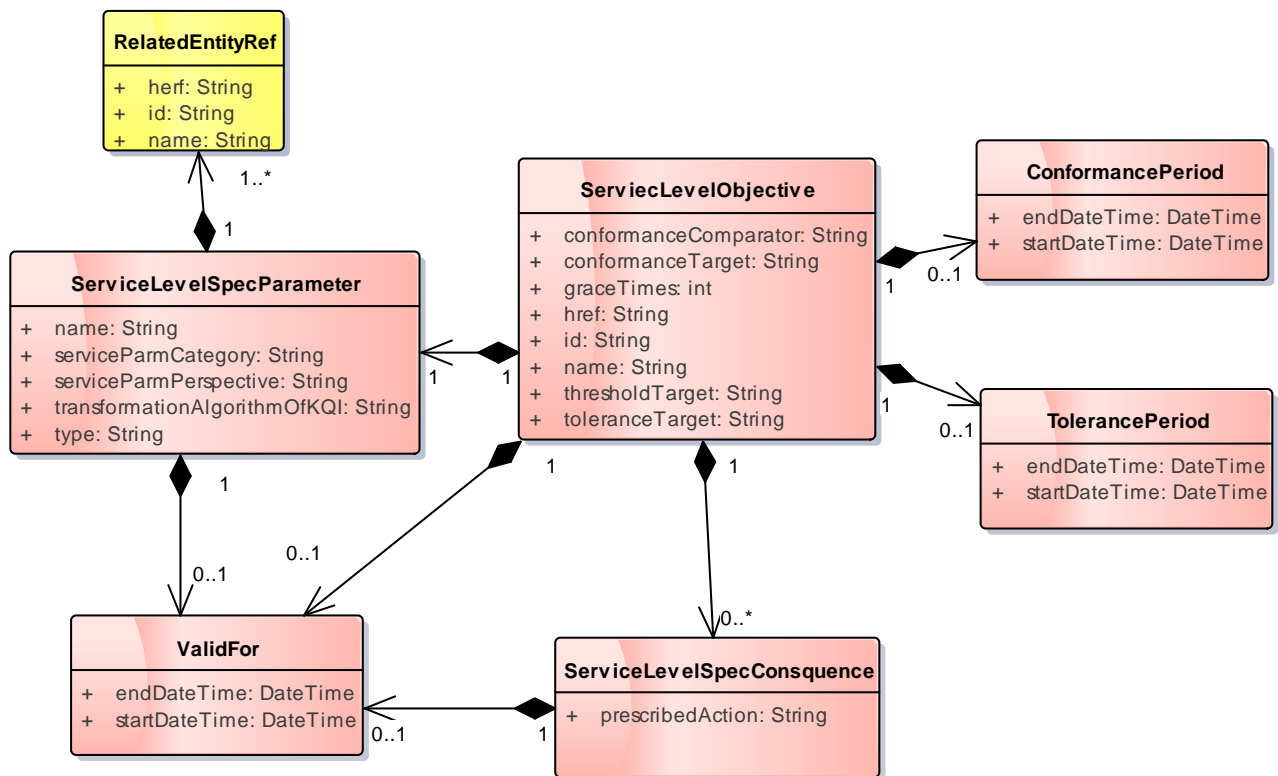 RelatedEntityRef
+ herf: String
+ id: String
+ name: String
1..*
1
ServiceLevelSpecParameter
+ name: String
+ serviceParmCategory: String
+ serviceParmPerspective: String
+ transformationAlgorithmOfKQI: String
+ type: String
ServiecLevelObjective
+ conformanceComparator: String
+ conformanceTarget: String
+ graceTimes: int
+ href: String
+ id: String
+ name: String
+ thresholdTarget: String
+ toleranceTarget: String
ConformancePeriod
+ endDateTime: DateTime
+ startDateTime: DateTime
1
0..1
1
1
1
0..1
TolerancePeriod
+ endDateTime: DateTime
+ startDateTime: DateTime
1
1
1
0..1
0..1
0..*
ValidFor
+ endDateTime: DateTime
+ startDateTime: DateTime
ServiceLevelSpecConsquence
+ prescribedAction: String
0..1
1